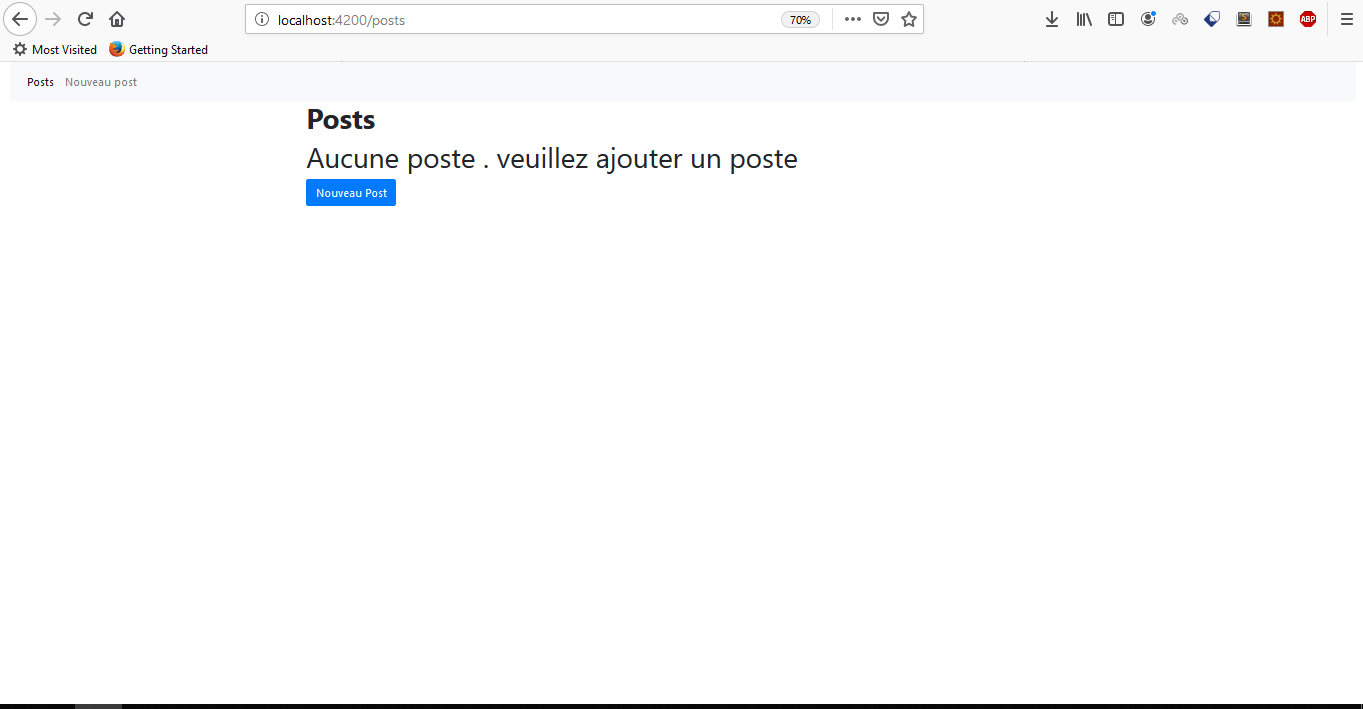 localhost:4200/posts
70%
ABP
Most Visited
Getting Started
Posts
Nouveau post
Posts
Aucune poste . veuillez ajouter un poste
Nouveau Post